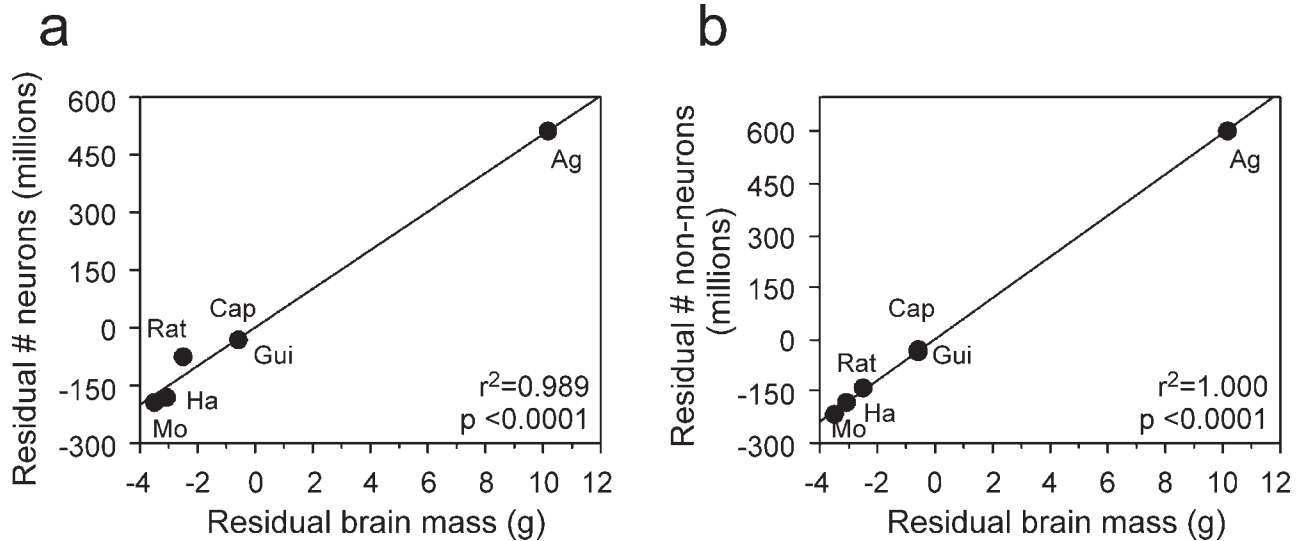 a
Residual # neurons (millions)
600
450
300
150
0
-150
-300
Ag
Cap
Rat
Gui
Ha
Mo
r²=0.989
p <0.0001
-4 -2 0 2 4 6 8 10 12
Residual brain mass (g)
b
Residual # non-neurons
(millions)
600
450
300
150
0
-150
-300
Ag
Cap
Rat
Gui
Ha
Mo
r²=1.000
p <0.0001
-4 -2 0 2 4 6 8 10 12
Residual brain mass (g)